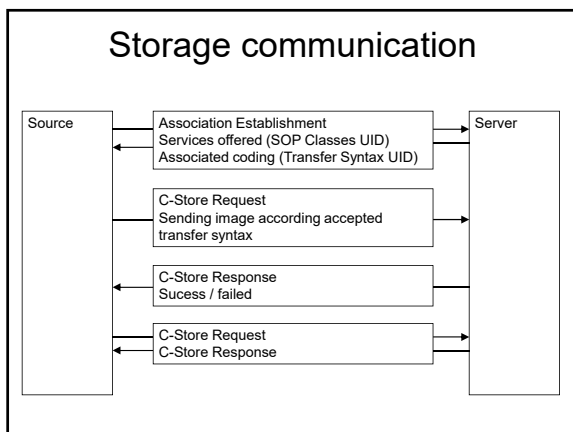 Storage communication
Source
Association Establishment
Services offered (SOP Classes UID)
Associated coding (Transfer Syntax UID)
Server
C-Store Request
Sending image according accepted
transfer syntax
C-Store Response
Sucess / failed
C-Store Request
C-Store Response